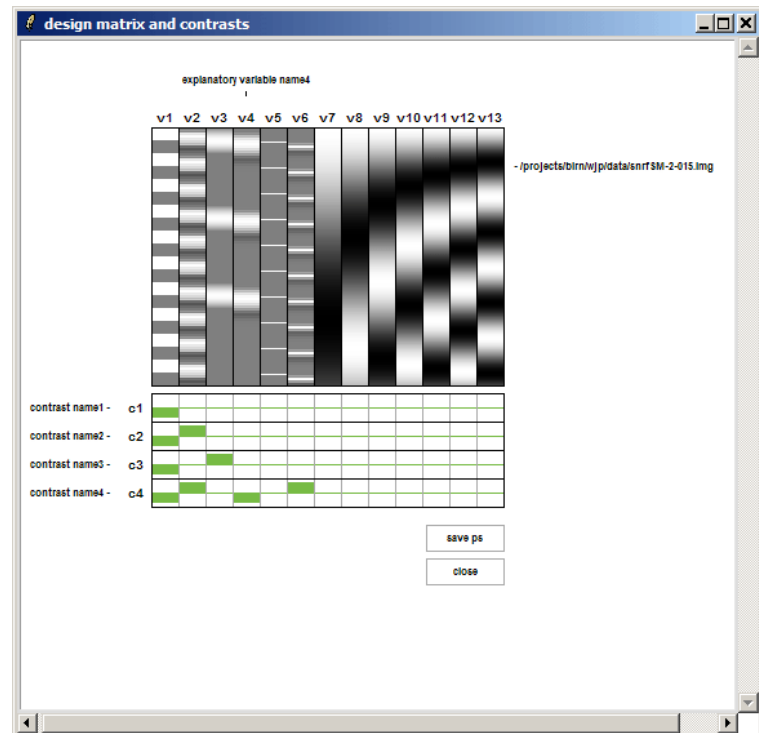 design matrix and contrasts
explanatory variable name4
v1 v2 v3 v4 v5 v6 v7 v8 v9 v10 v11 v12 v13
- /projects/birn/wjp/data/snrfSM-2-015.img
contrast name1 - c1
contrast name2 - c2
contrast name3 - c3
contrast name4 - c4
save ps
close